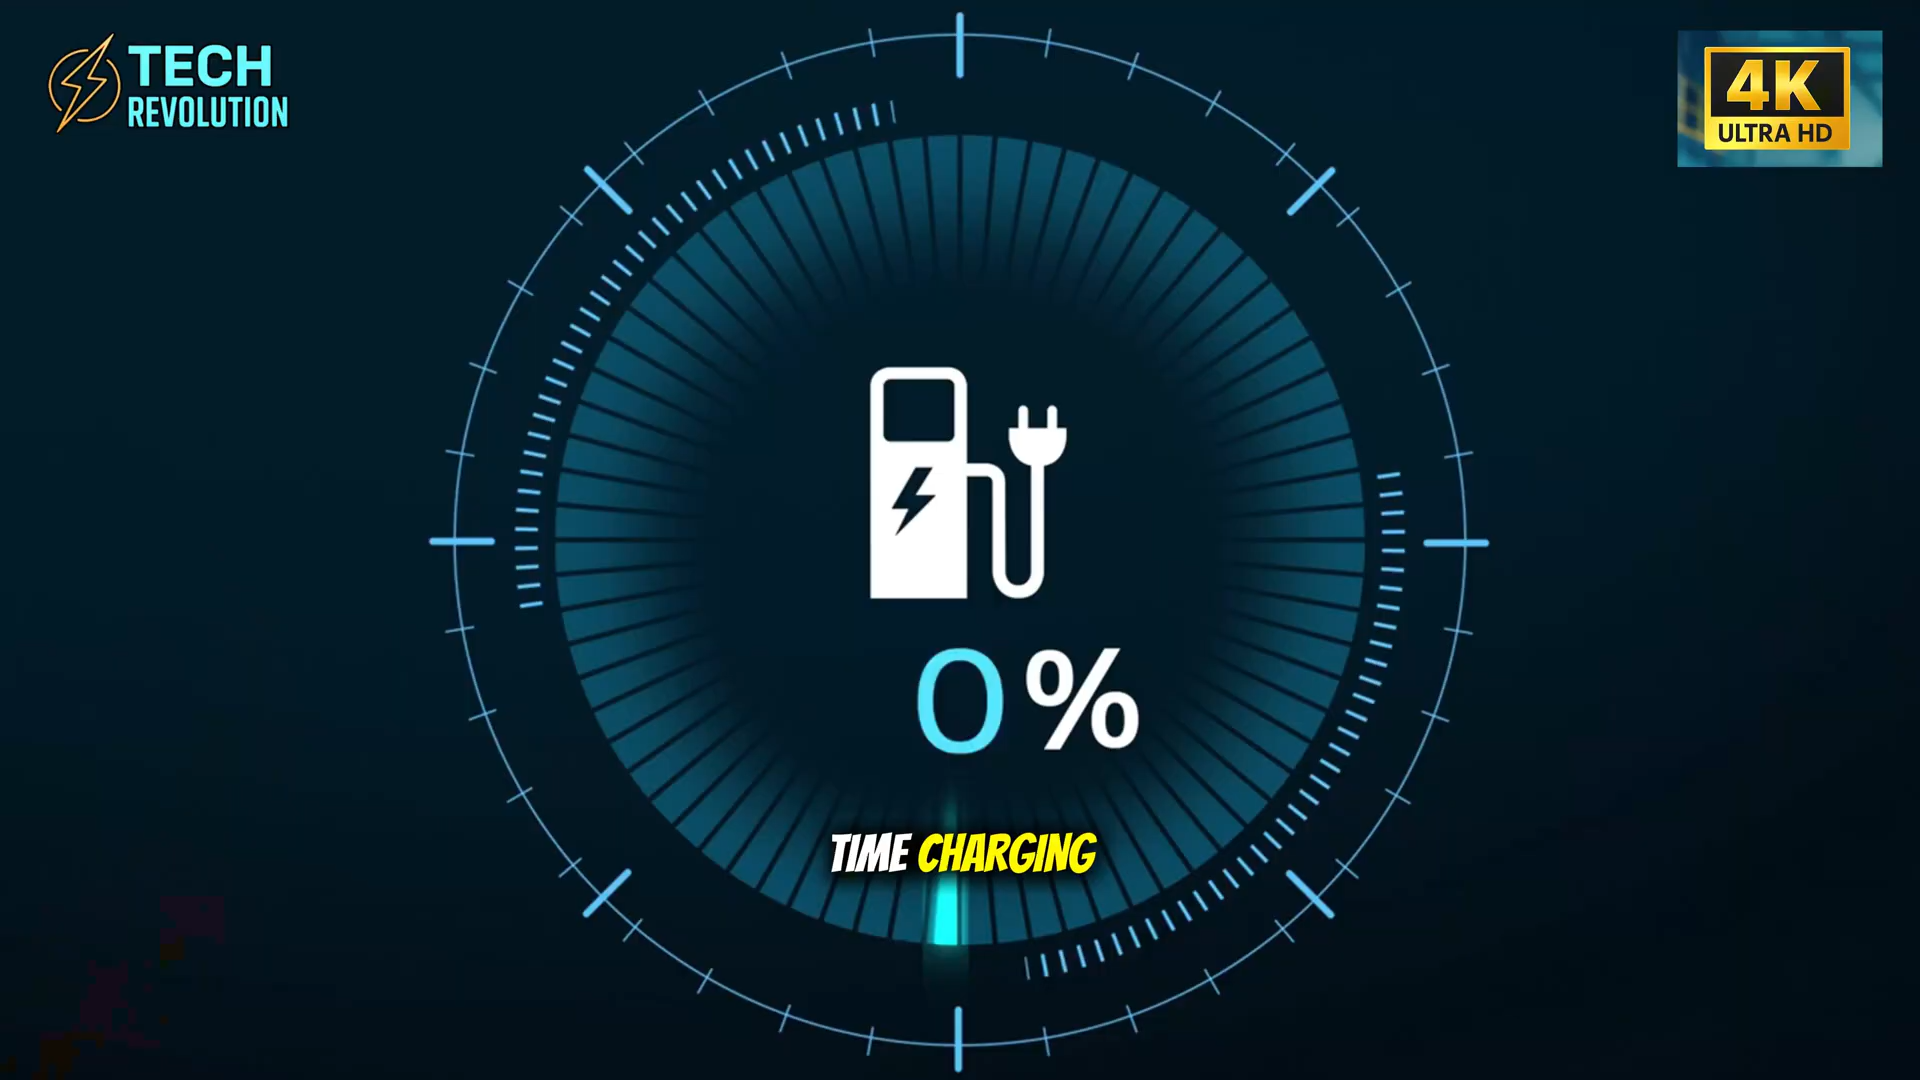 TECH
REVOLUTION
4K
ULTRA HD
0%
TIME CHARGING